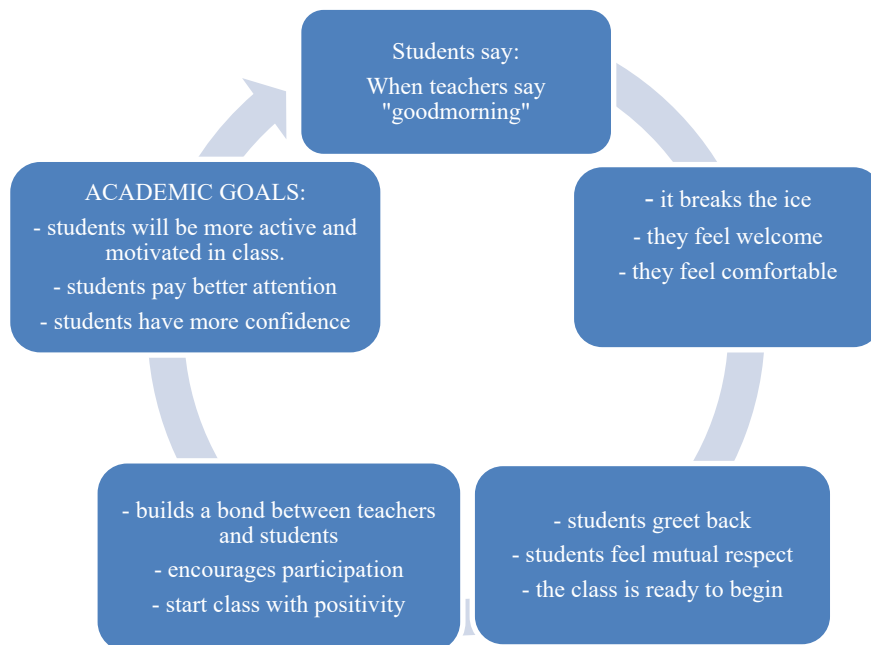 Students say:
When teachers say
"goodmorning"
- it breaks the ice
- they feel welcome
- they feel comfortable
- students greet back
- students feel mutual respect
- the class is ready to begin
- builds a bond between teachers
and students
- encourages participation
- start class with positivity
ACADEMIC GOALS:
- students will be more active and
motivated in class.
- students pay better attention
- students have more confidence